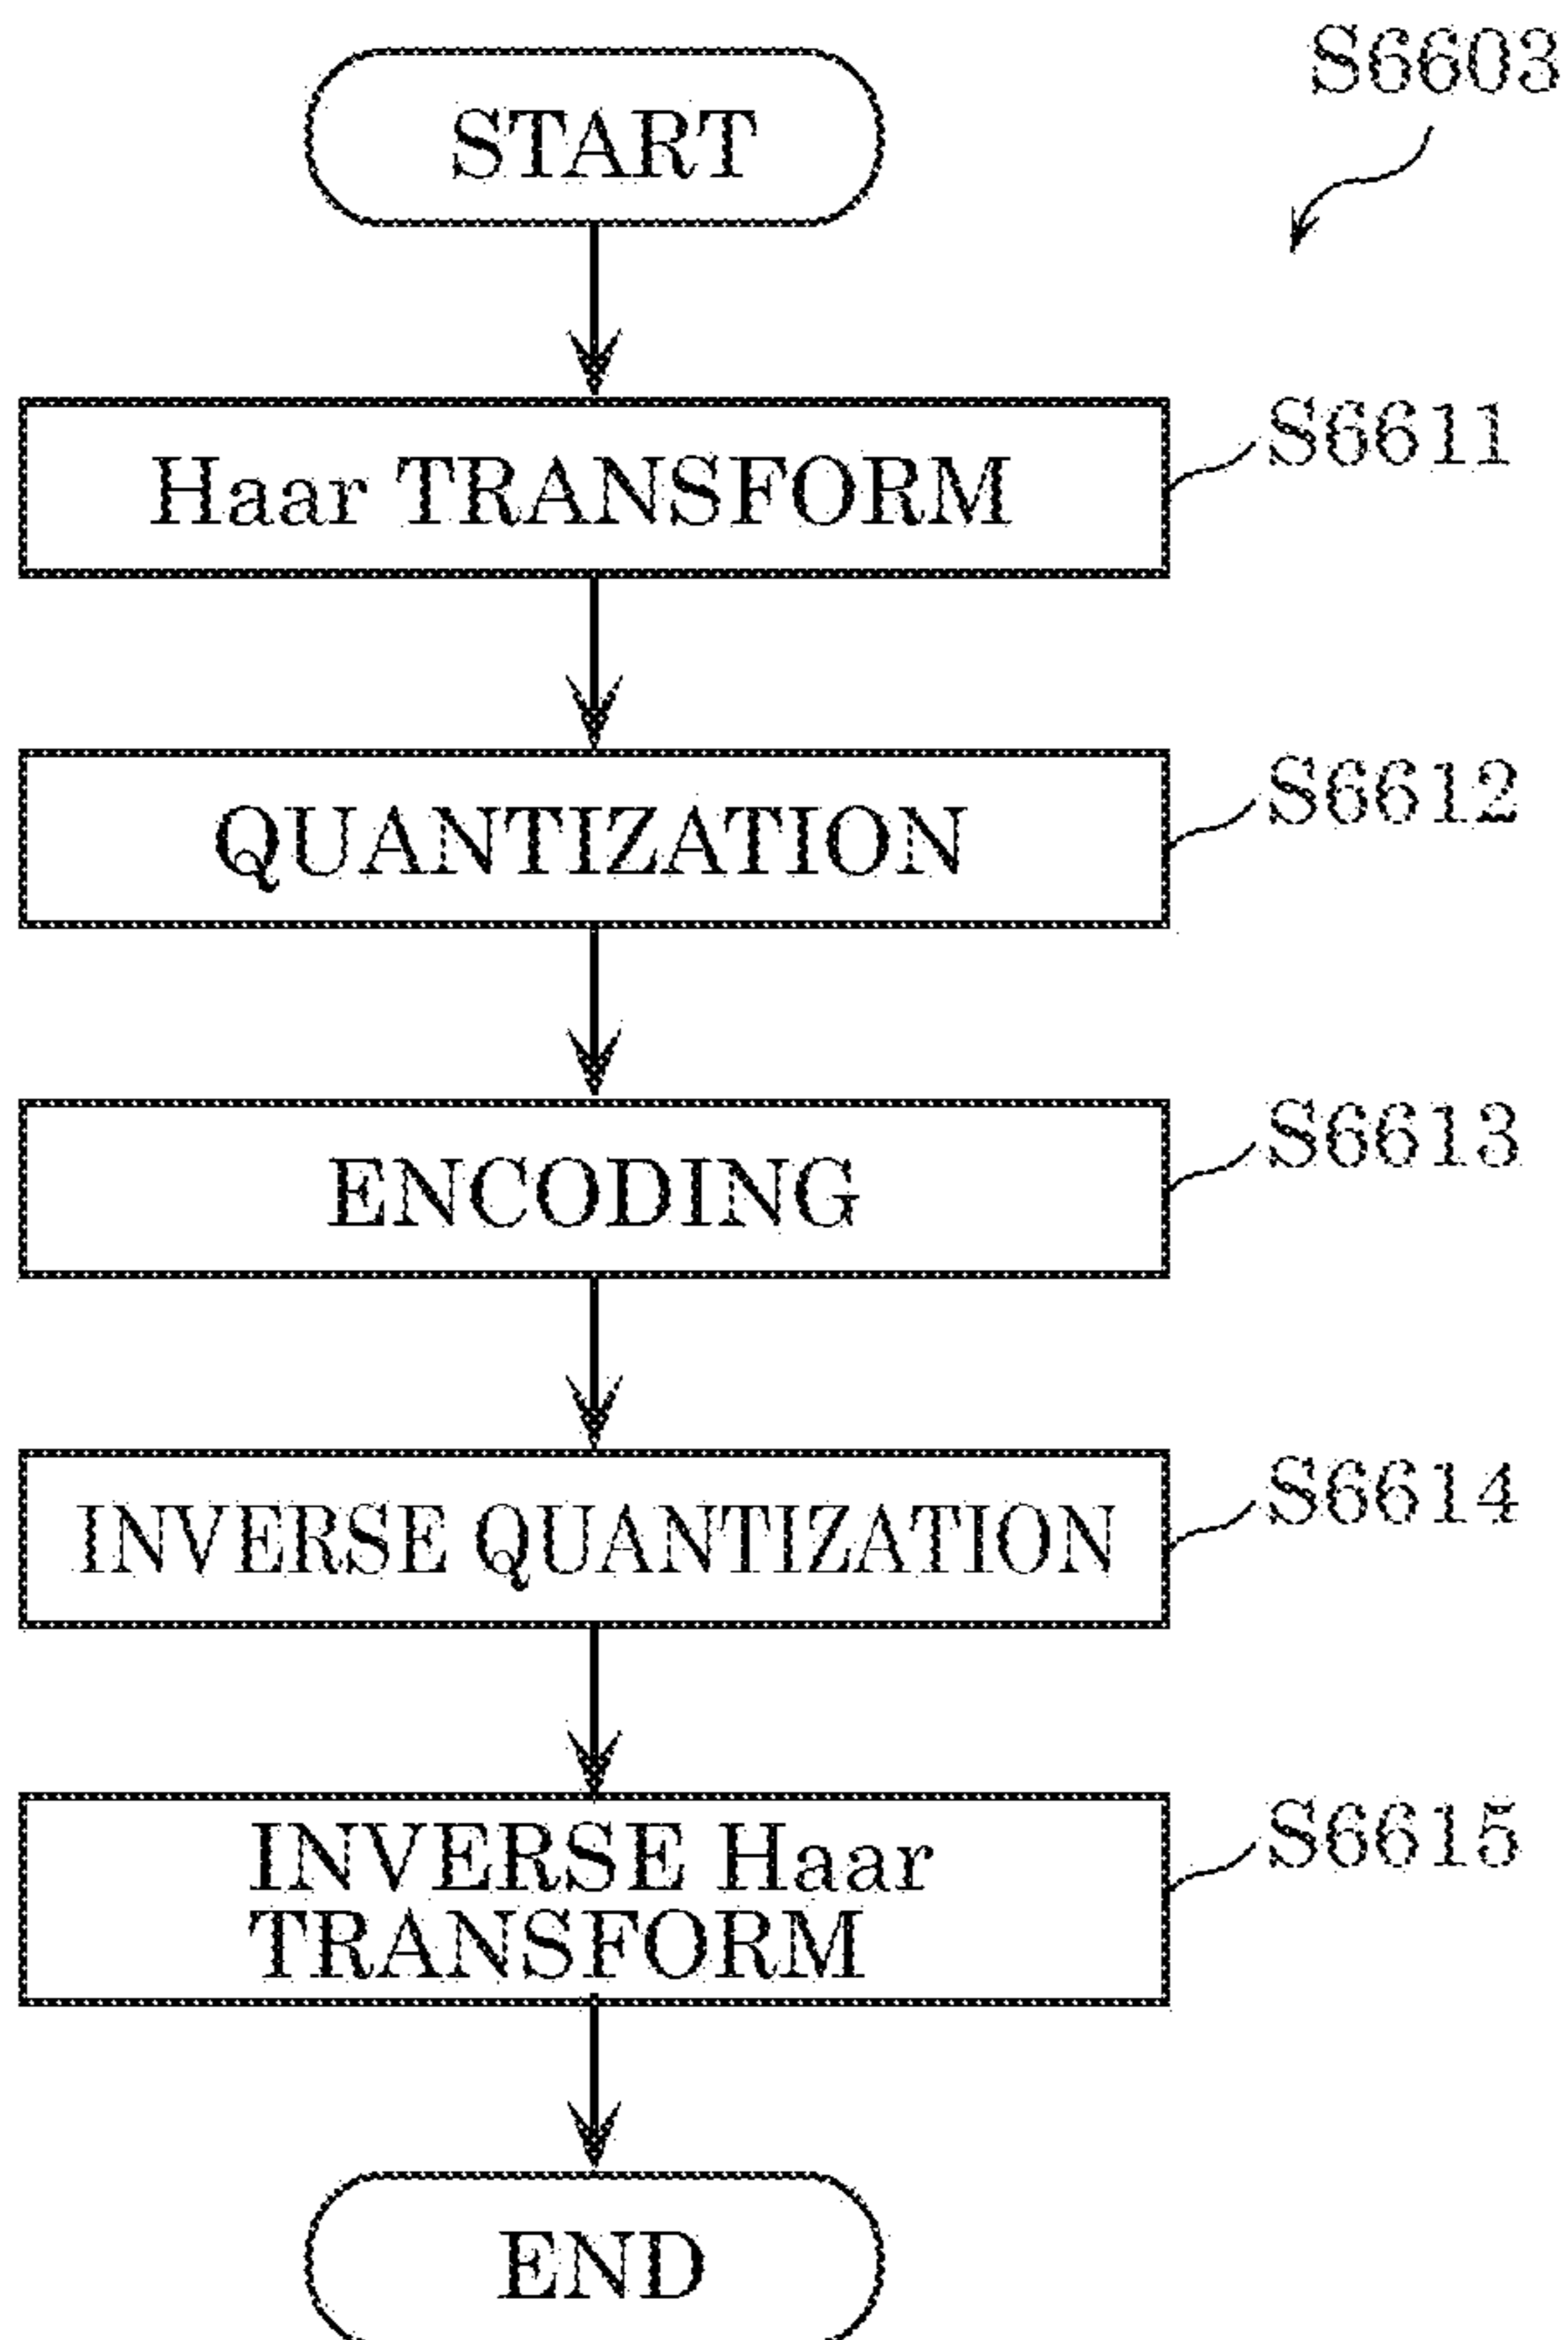 S6603
START
Haar TRANSFORM
S6611
QUANTIZATION
S6612
ENCODING
S6613
INVERSE QUANTIZATION
S6614
INVERSE Haar
TRANSFORM
S6615
END